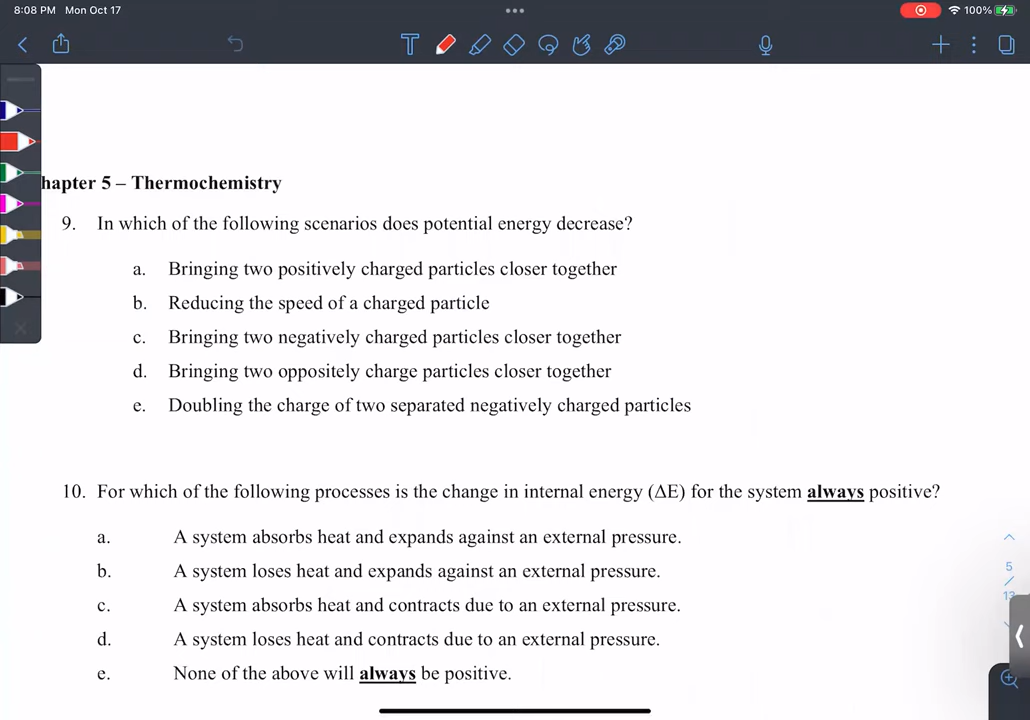 8:08 PM Mon Oct 17
100%
T
hapter 5 – Thermochemistry
9. In which of the following scenarios does potential energy decrease?
a. Bringing two positively charged particles closer together
b. Reducing the speed of a charged particle
c. Bringing two negatively charged particles closer together
d. Bringing two oppositely charge particles closer together
e. Doubling the charge of two separated negatively charged particles
10. For which of the following processes is the change in internal energy (ΔE) for the system always positive?
a. A system absorbs heat and expands against an external pressure.
b. A system loses heat and expands against an external pressure.
c. A system absorbs heat and contracts due to an external pressure.
d. A system loses heat and contracts due to an external pressure.
e. None of the above will always be positive.
5
/